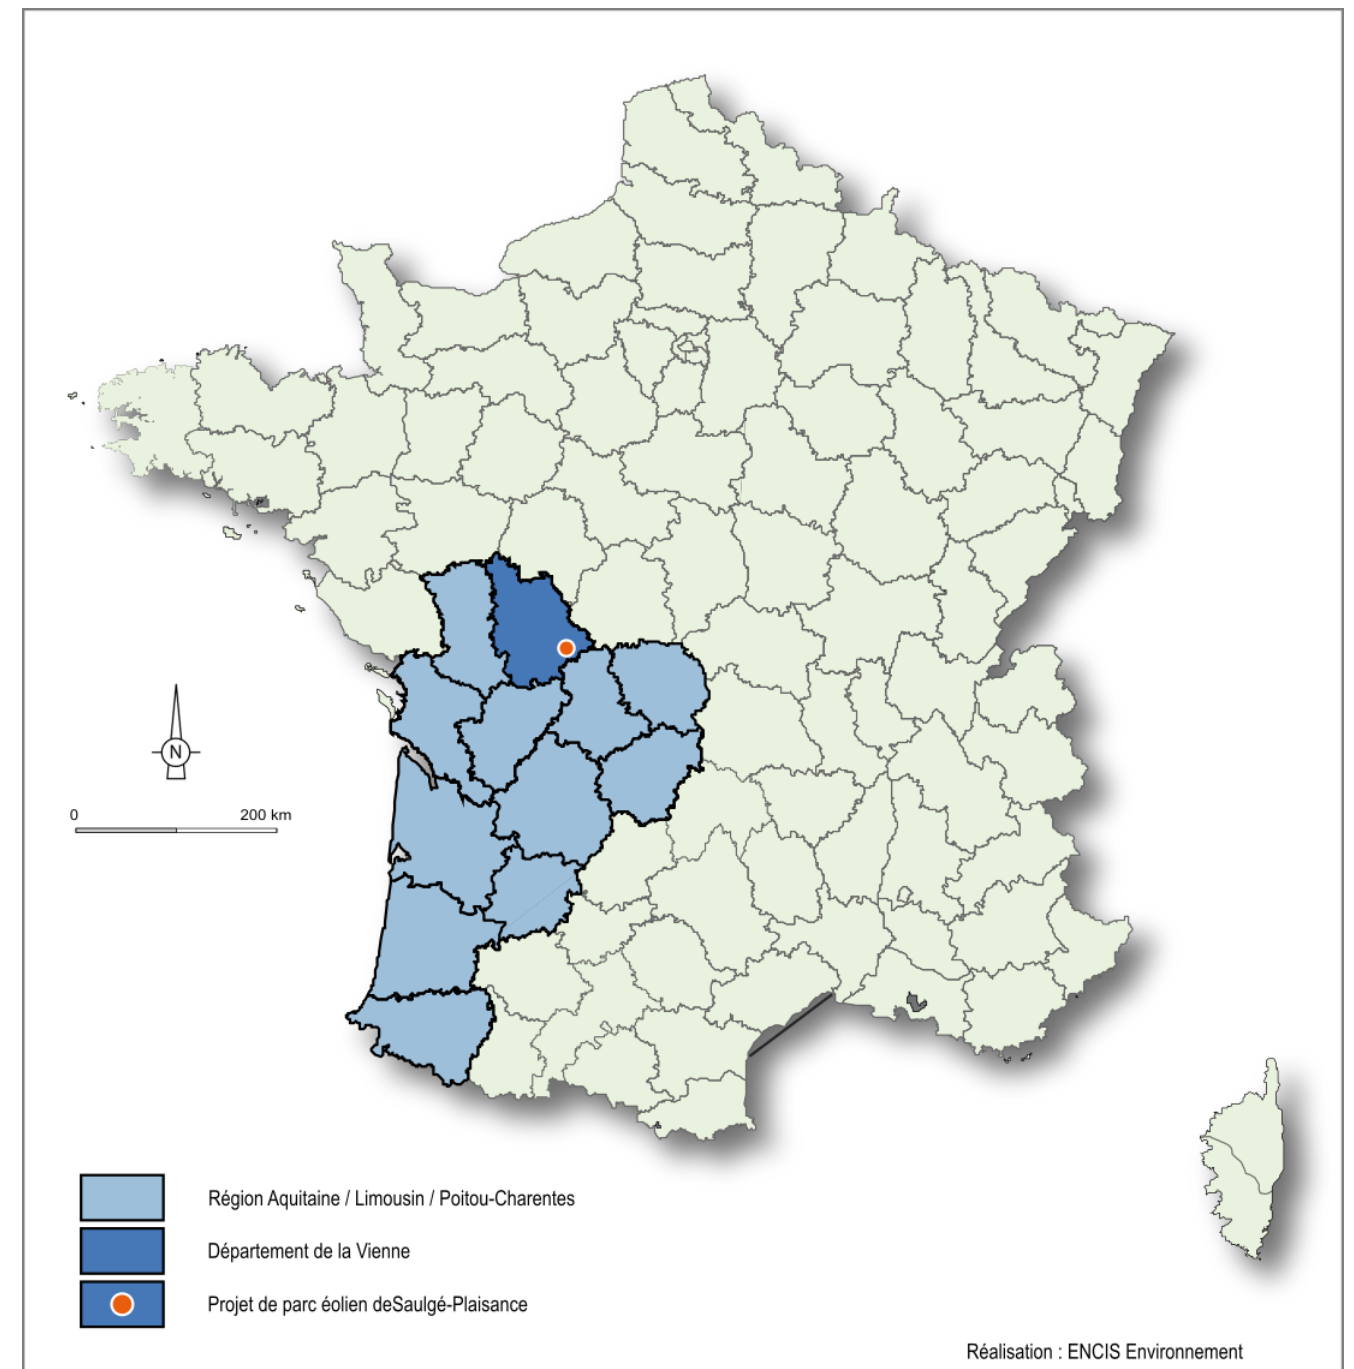 N
0 200 km
Région Aquitaine / Limousin / Poitou-Charentes
Département de la Vienne
Projet de parc éolien deSaulgé-Plaisance
Réalisation : ENCIS Environnement